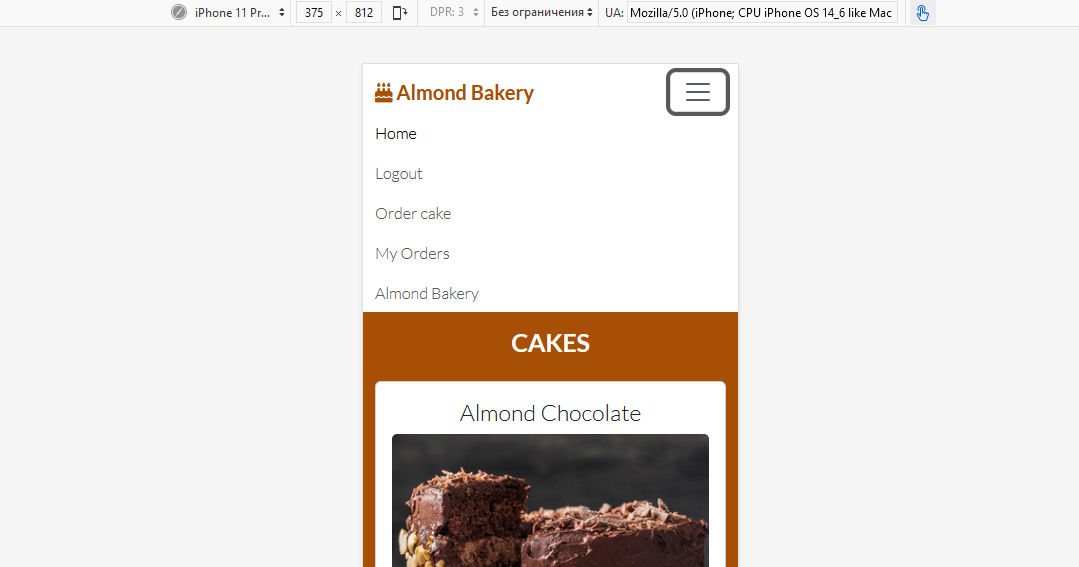 iPhone 11 Pr... 375 × 812 DPR: 3 Без ограничения UA: Mozilla/5.0 (iPhone; CPU iPhone OS 14_6 like Mac
Almond Bakery
Home
Logout
Order cake
My Orders
Almond Bakery
CAKES
Almond Chocolate